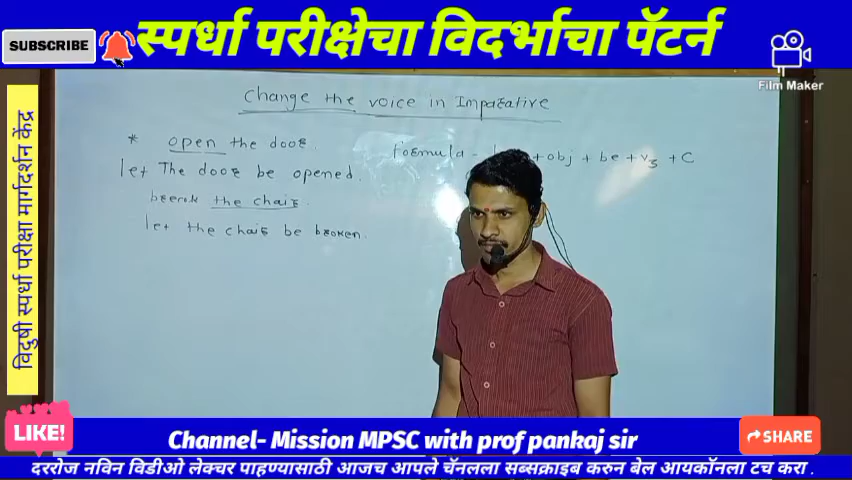 स्पर्धा परीक्षेचा विदर्भाचा पॅटर्न
SUBSCRIBE
Film Maker
विदुषी स्पर्धा परीक्षा मार्गदर्शन केंद्र
Change the voice in Imparative
* open the door.
Formula - + obj + be + V3 + C
let The door be opened.
break the chair.
let the chair be broken.
LIKE!
Channel- Mission MPSC with prof pankaj sir
SHARE
दररोज नविन विडीओ लेक्चर पाहण्यासाठी आजच आपले चॅनलला सब्सक्राइब करुन बेल आयकॉनला टच करा .